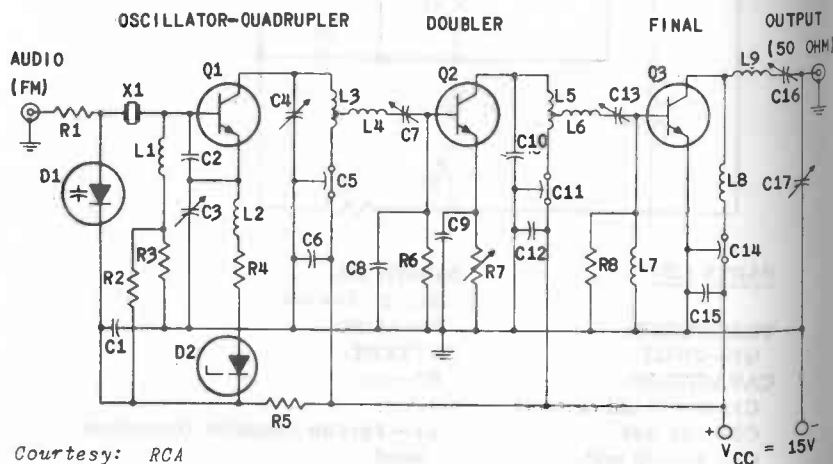 OSCILLATOR-QUADRUPLER DOUBLER FINAL OUTPUT
AUDIO (50 OHM)
(FM)
X1 Q1 Q2 Q3 L9
C16
R1 C4 L3 L4 C7 C10 L5 L6 C13
L1 C2
D1 C3 L2 C5 C11 L8 C17
R2 R3 R4 C6 C8 R6 C9 R7 C12 R8 L7 C14
C15
C1
D2
R5
+ -
Courtesy: RCA VCC = 15V